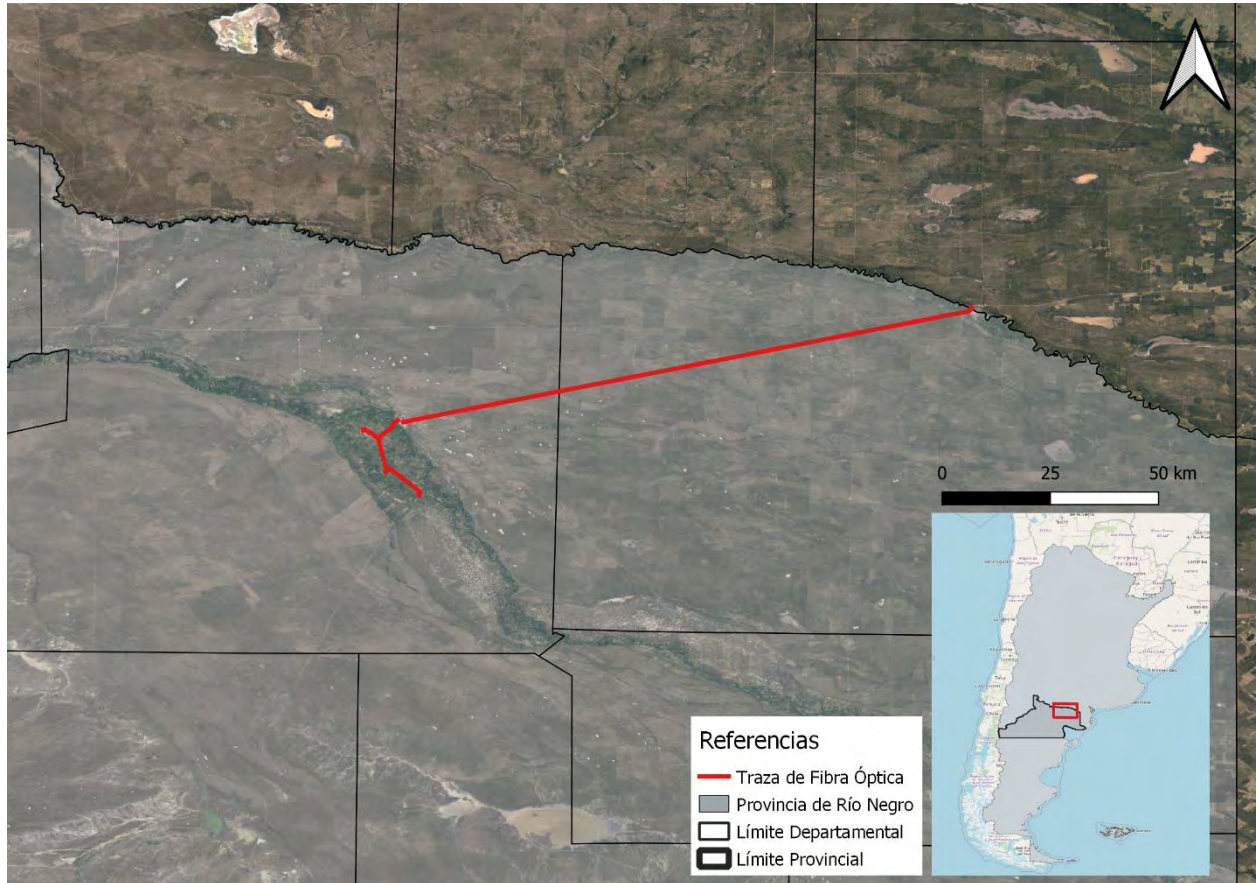 0
25
50 km
Referencias
Traza de Fibra Óptica
Provincia de Río Negro
Límite Departamental
Límite Provincial